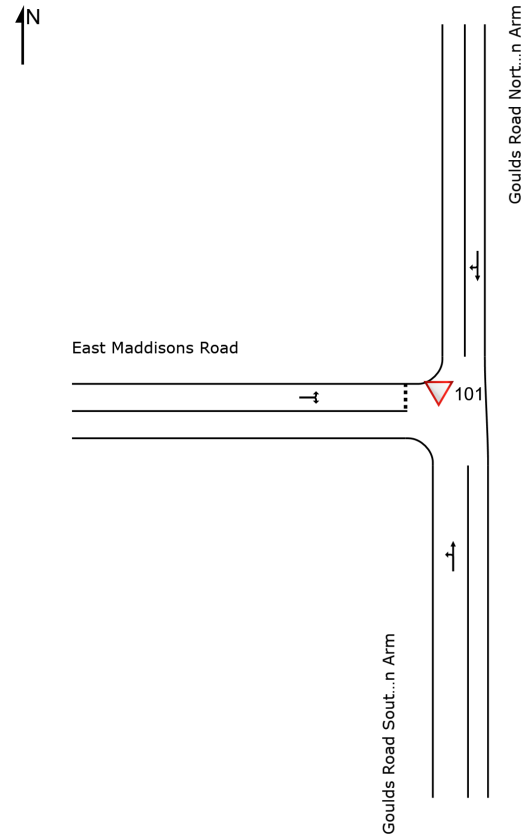 N
Goulds Road Nort...n Arm
East Maddisons Road
101
Goulds Road Sout...n Arm